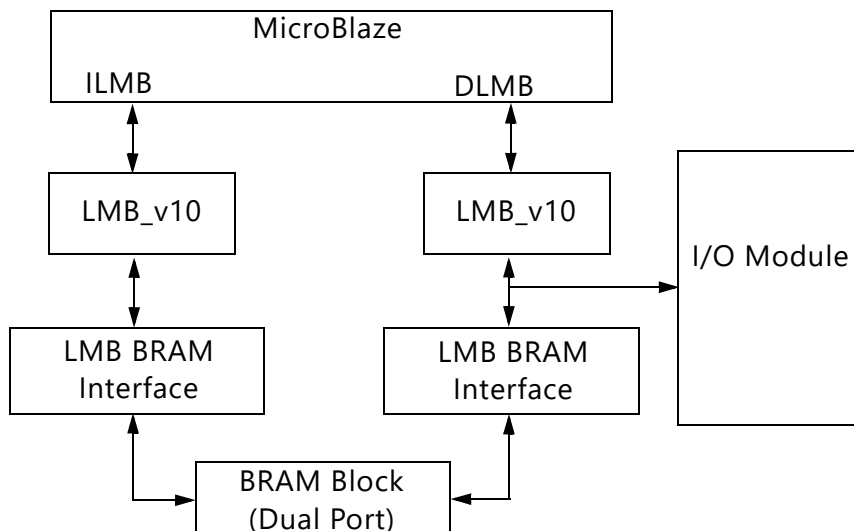 MicroBlaze
ILMB
DLMB
LMB_v10
LMB_v10
I/O Module
LMB BRAM
Interface
LMB BRAM
Interface
BRAM Block
(Dual Port)